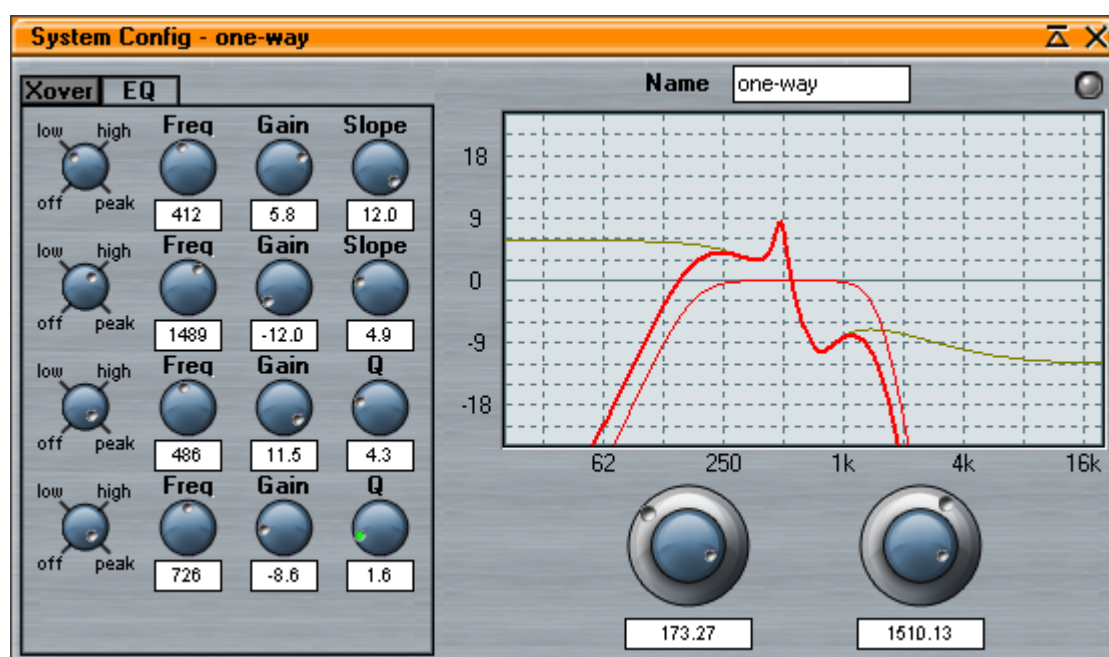 System Config - one-way
Xover EQ
Name one-way
low high Freq Gain Slope
off peak 412 5.8 12.0
low high Freq Gain Slope
off peak 1489 -12.0 4.9
low high Freq Gain Q
off peak 486 11.5 4.3
low high Freq Gain Q
off peak 726 -8.6 1.6
18
9
0
-9
-18
62 250 1k 4k 16k
173.27 1510.13